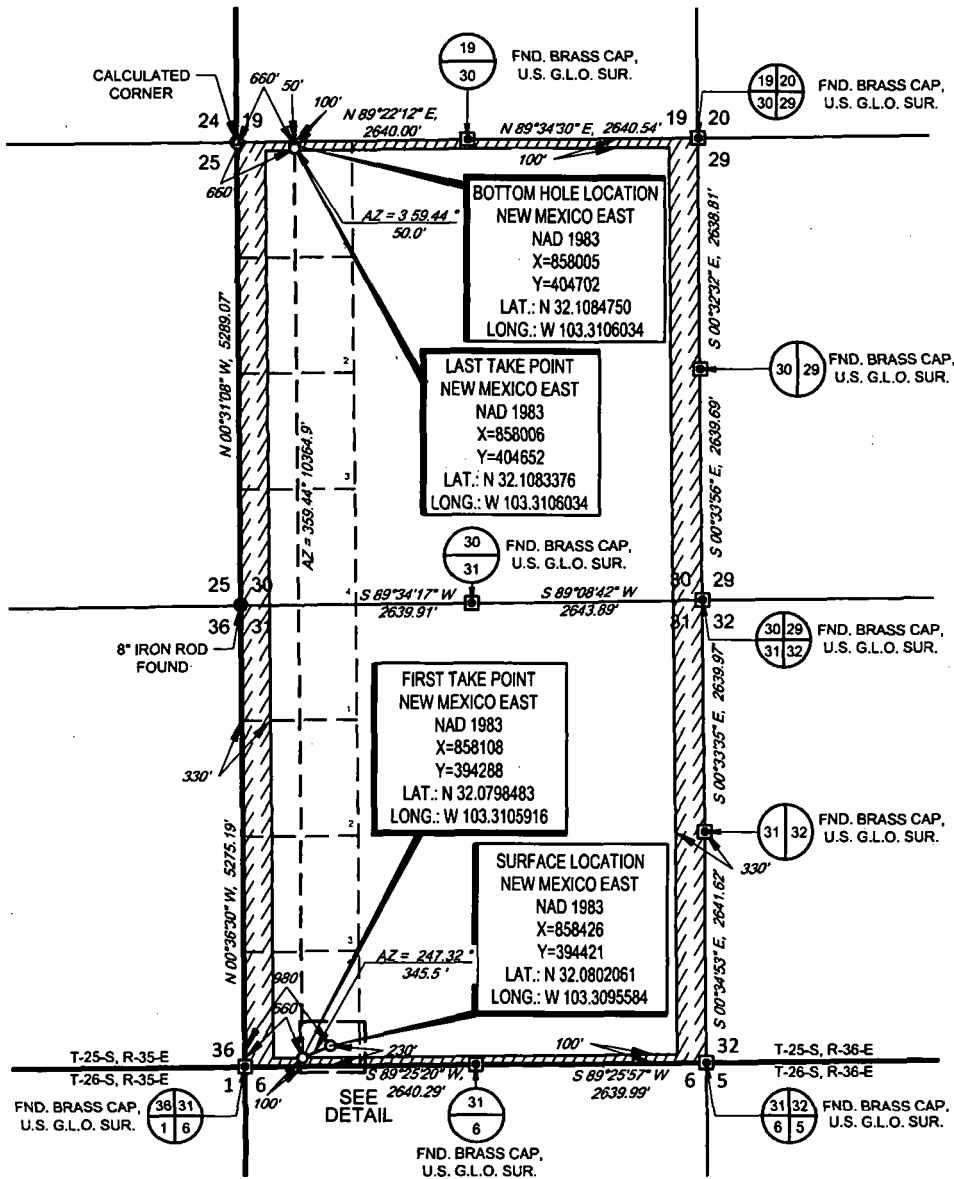 19
30
FND. BRASS CAP,
U.S. G.L.O. SUR.
19 20
30 29
FND. BRASS CAP,
U.S. G.L.O. SUR.
CALCULATED
CORNER
660'
50'
100'
N 89°22'12" E,
2640.00'
N 89°34'30" E, 2640.54'
24 19
25
19 20
29
660'
100'
BOTTOM HOLE LOCATION
NEW MEXICO EAST
NAD 1983
X=858005
Y=404702
LAT.: N 32.1084750
LONG.: W 103.3106034
AZ = 359.44 °
50.0'
S 00°32'32" E, 2638.81'
N 00°31'08" W, 5289.07'
LAST TAKE POINT
NEW MEXICO EAST
NAD 1983
X=858006
Y=404652
LAT.: N 32.1083376
LONG.: W 103.3106034
30 29
FND. BRASS CAP,
U.S. G.L.O. SUR.
2
3
AZ = 359.44° 10364.9'
S 00°33'56" E, 2639.69'
30
31
FND. BRASS CAP,
U.S. G.L.O. SUR.
25 30
36 31
4
S 89°34'17" W
2639.91'
S 89°08'42" W
2643.89'
30 29
31 32
30 29
31 32
FND. BRASS CAP,
U.S. G.L.O. SUR.
8" IRON ROD
FOUND
FIRST TAKE POINT
NEW MEXICO EAST
NAD 1983
X=858108
Y=394288
LAT.: N 32.0798483
LONG.: W 103.3105916
1
330'
S 00°33'35" E, 2639.97'
31 32
FND. BRASS CAP,
U.S. G.L.O. SUR.
330'
2
N 00°36'30" W, 5275.19'
SURFACE LOCATION
NEW MEXICO EAST
NAD 1983
X=858426
Y=394421
LAT.: N 32.0802061
LONG.: W 103.3095584
3
AZ = 247.32 °
345.5 '
S 00°34'53" E, 2641.62'
980'
660'
230'
100'
36
32
T-25-S, R-35-E
T-26-S, R-35-E
T-25-S, R-36-E
T-26-S, R-36-E
1 6
6 5
100'
S 89°25'20" W,
2640.29'
S 89°25'57" W
2639.99'
SEE
DETAIL
FND. BRASS CAP,
U.S. G.L.O. SUR.
36 31
1 6
31
6
FND. BRASS CAP,
U.S. G.L.O. SUR.
31 32
6 5
FND. BRASS CAP,
U.S. G.L.O. SUR.